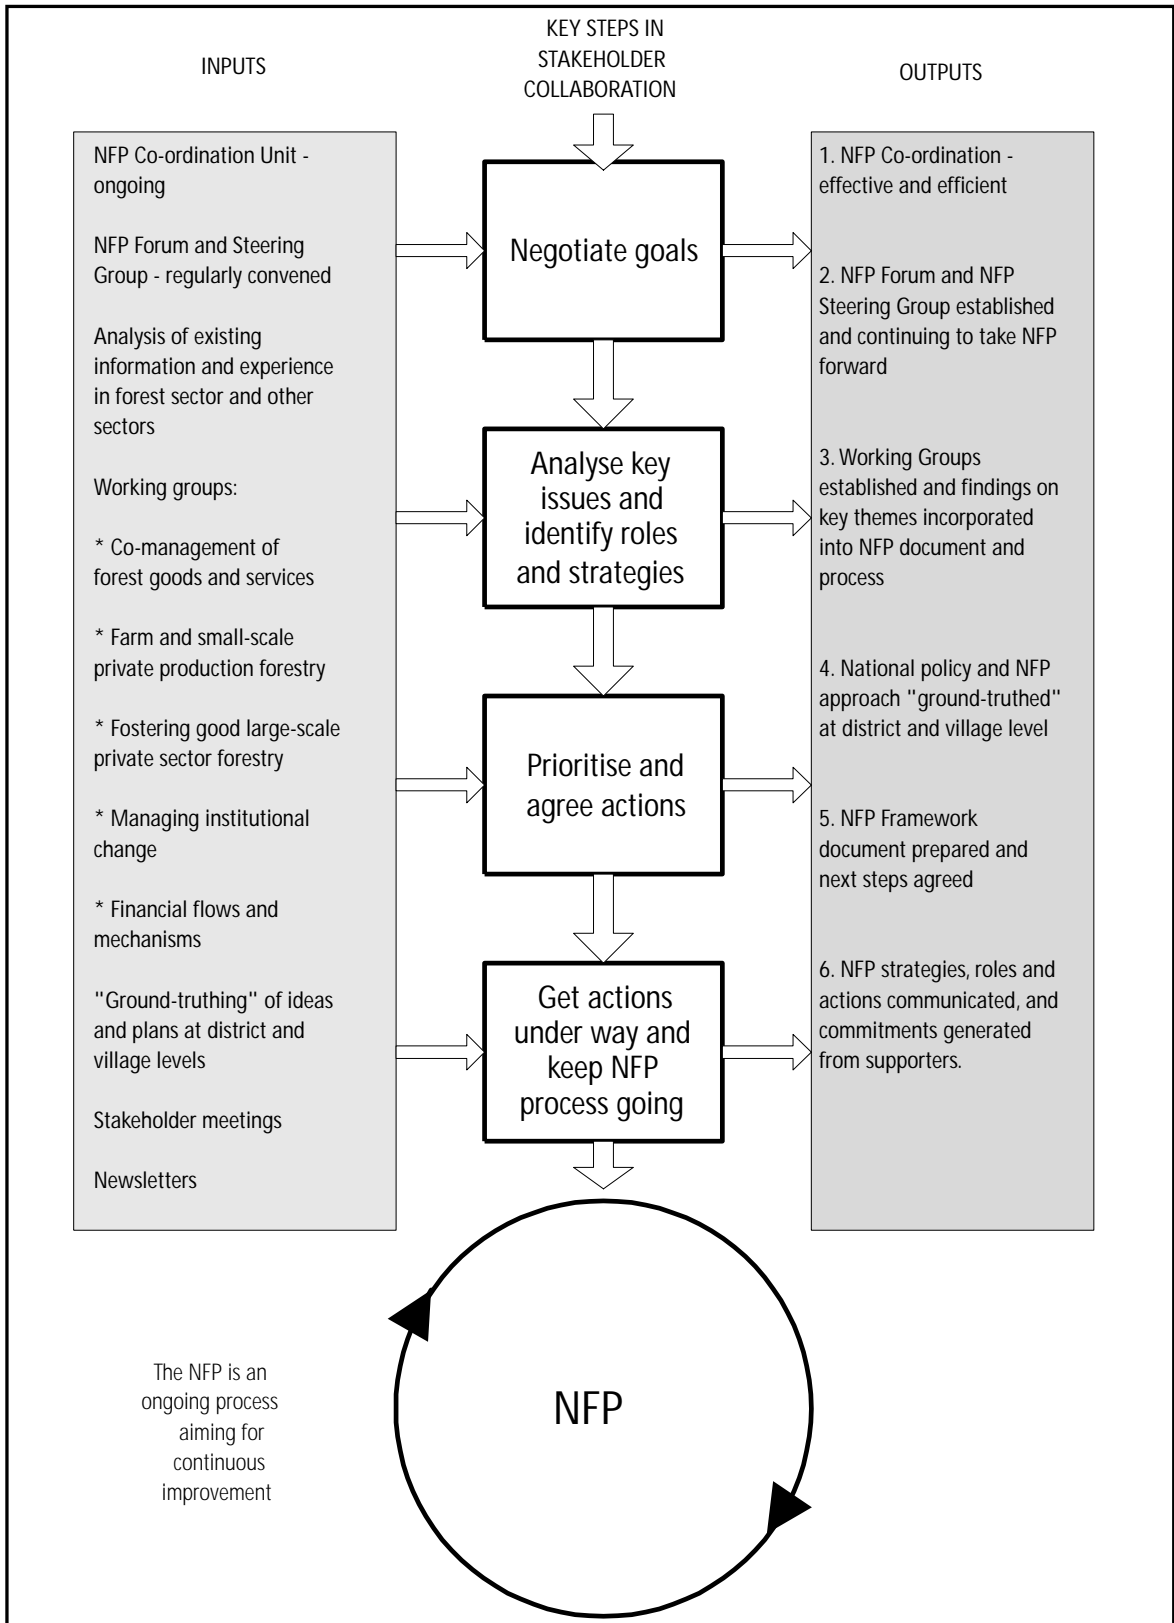 KEY STEPS IN
STAKEHOLDER
COLLABORATION
INPUTS
OUTPUTS
NFP Co-ordination Unit -
ongoing
NFP Forum and Steering
Group - regularly convened
Analysis of existing
information and experience
in forest sector and other
sectors
Working groups:
* Co-management of
forest goods and services
* Farm and small-scale
private production forestry
* Fostering good large-scale
private sector forestry
* Managing institutional
change
* Financial flows and
mechanisms
"Ground-truthing" of ideas
and plans at district and
village levels
Stakeholder meetings
Newsletters
Negotiate goals
Analyse key
issues and
identify roles
and strategies
Prioritise and
agree actions
Get actions
under way and
keep NFP
process going
1. NFP Co-ordination -
effective and efficient
2. NFP Forum and NFP
Steering Group established
and continuing to take NFP
forward
3. Working Groups
established and findings on
key themes incorporated
into NFP document and
process
4. National policy and NFP
approach "ground-truthed"
at district and village level
5. NFP Framework
document prepared and
next steps agreed
6. NFP strategies, roles and
actions communicated, and
commitments generated
from supporters.
The NFP is an
ongoing process
aiming for
continuous
improvement
NFP